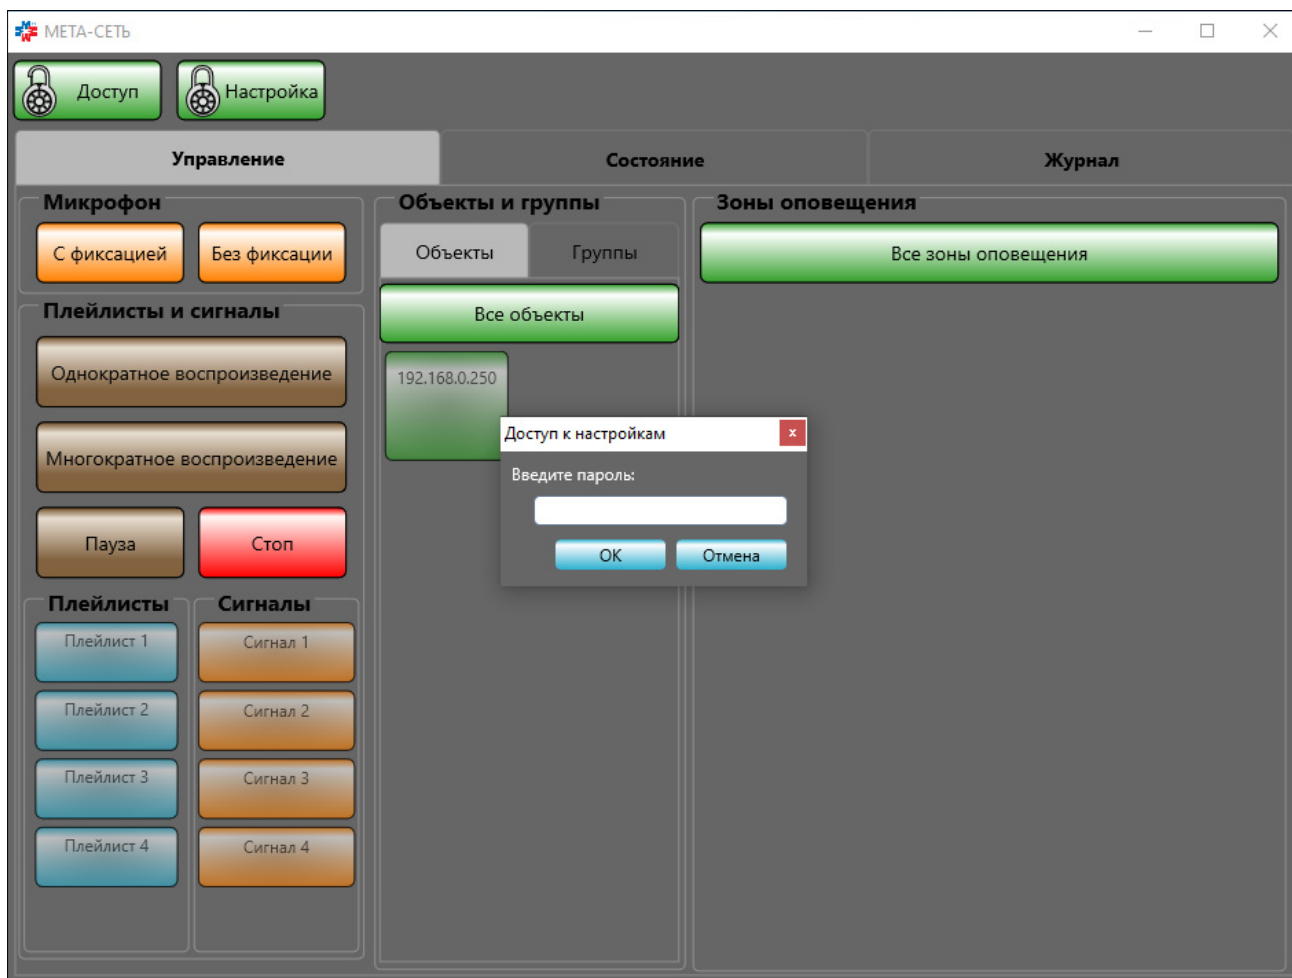 МЕТА-СЕТЬ
Доступ
Настройка
Управление
Состояние
Журнал
Микрофон
С фиксацией
Без фиксации
Плейлисты и сигналы
Однократное воспроизведение
Многократное воспроизведение
Пауза
Стоп
Плейлисты
Плейлист 1
Плейлист 2
Плейлист 3
Плейлист 4
Сигналы
Сигнал 1
Сигнал 2
Сигнал 3
Сигнал 4
Объекты и группы
Объекты
Группы
Все объекты
192.168.0.250
Зоны оповещения
Все зоны оповещения
Доступ к настройкам
x
Введите пароль:
ОК
Отмена